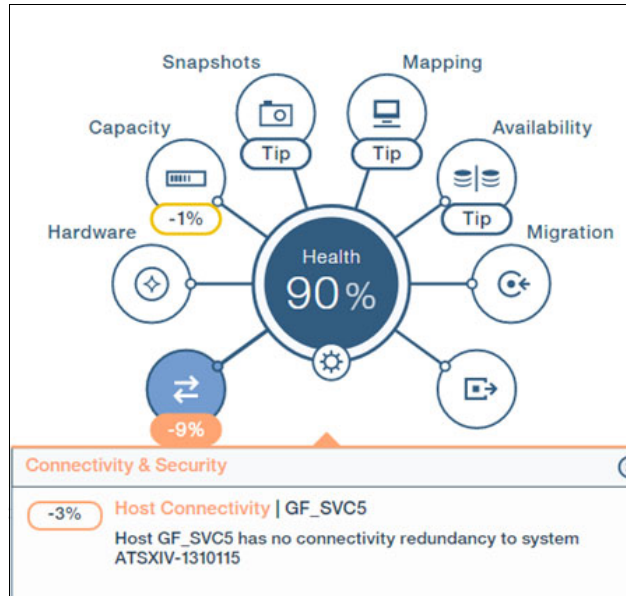 Snapshots
Mapping
Capacity
Tip
Tip
Availability
-1%
Tip
Hardware
Migration
Health
90%
-9%
Connectivity & Security
-3%
Host Connectivity | GF_SVC5
Host GF_SVC5 has no connectivity redundancy to system
ATSXIV-1310115